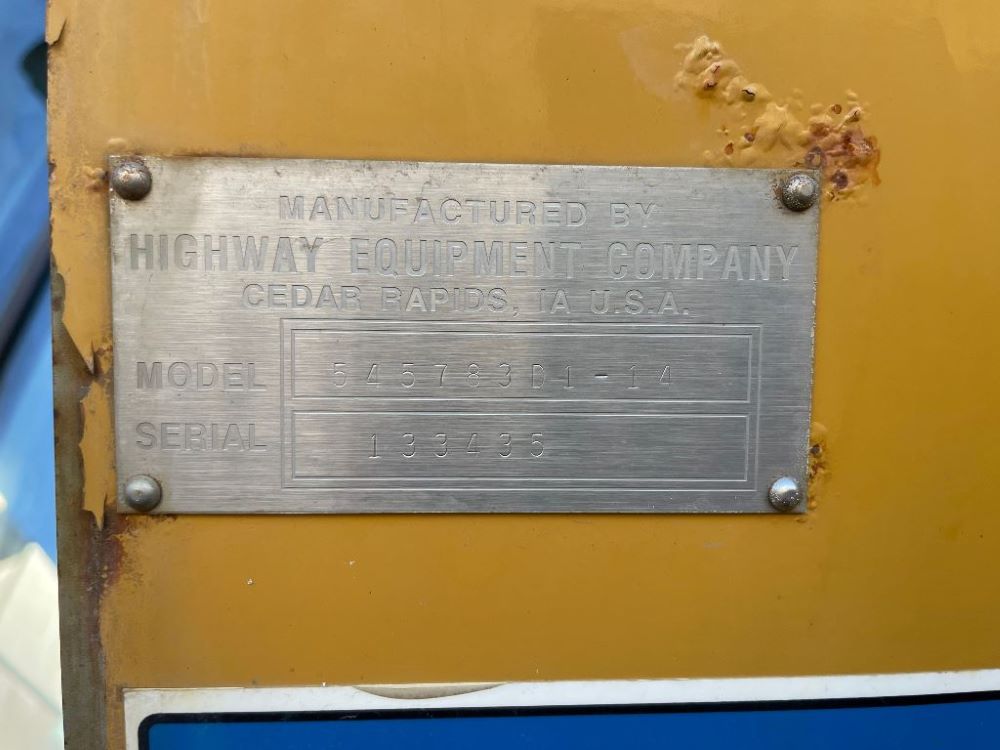 MANUFACTURED BY
HIGHWAY EQUIPMENT COMPANY
CEDAR RAPIDS, IA U.S.A.
MODEL 545783D1-14
SERIAL 133435